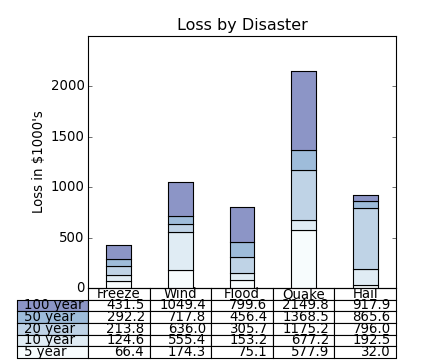 Loss by Disaster
Loss in $1000's
2000
1500
1000
500
0
Freeze Wind Flood Quake Hail
100 year 431.5 1049.4 799.6 2149.8 917.9
50 year 292.2 717.8 456.4 1368.5 865.6
20 year 213.8 636.0 305.7 1175.2 796.0
10 year 124.6 555.4 153.2 677.2 192.5
5 year 66.4 174.3 75.1 577.9 32.0